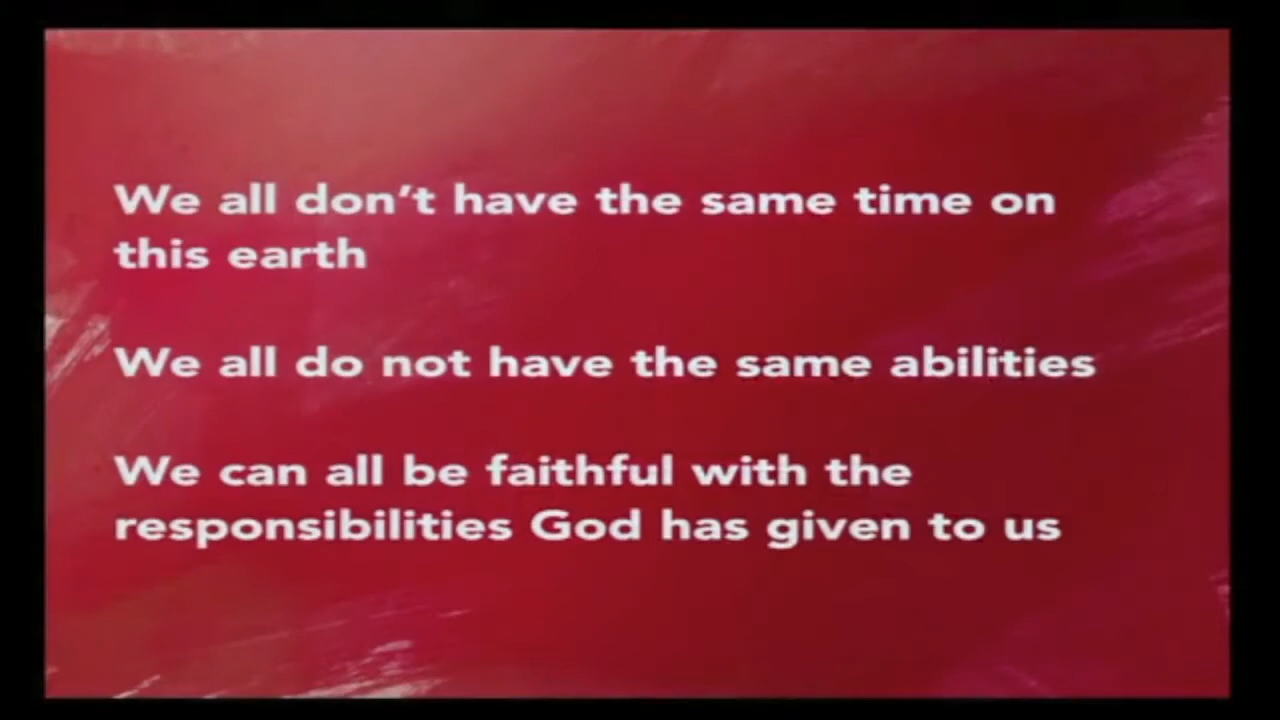 We all don’t have the same time on
this earth
We all do not have the same abilities
We can all be faithful with the
responsibilities God has given to us